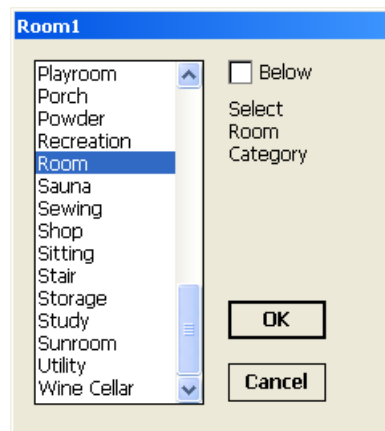 Room1
Playroom
Porch
Powder
Recreation
Room
Sauna
Sewing
Shop
Sitting
Stair
Storage
Study
Sunroom
Utility
Wine Cellar
Below
Select
Room
Category
OK
Cancel